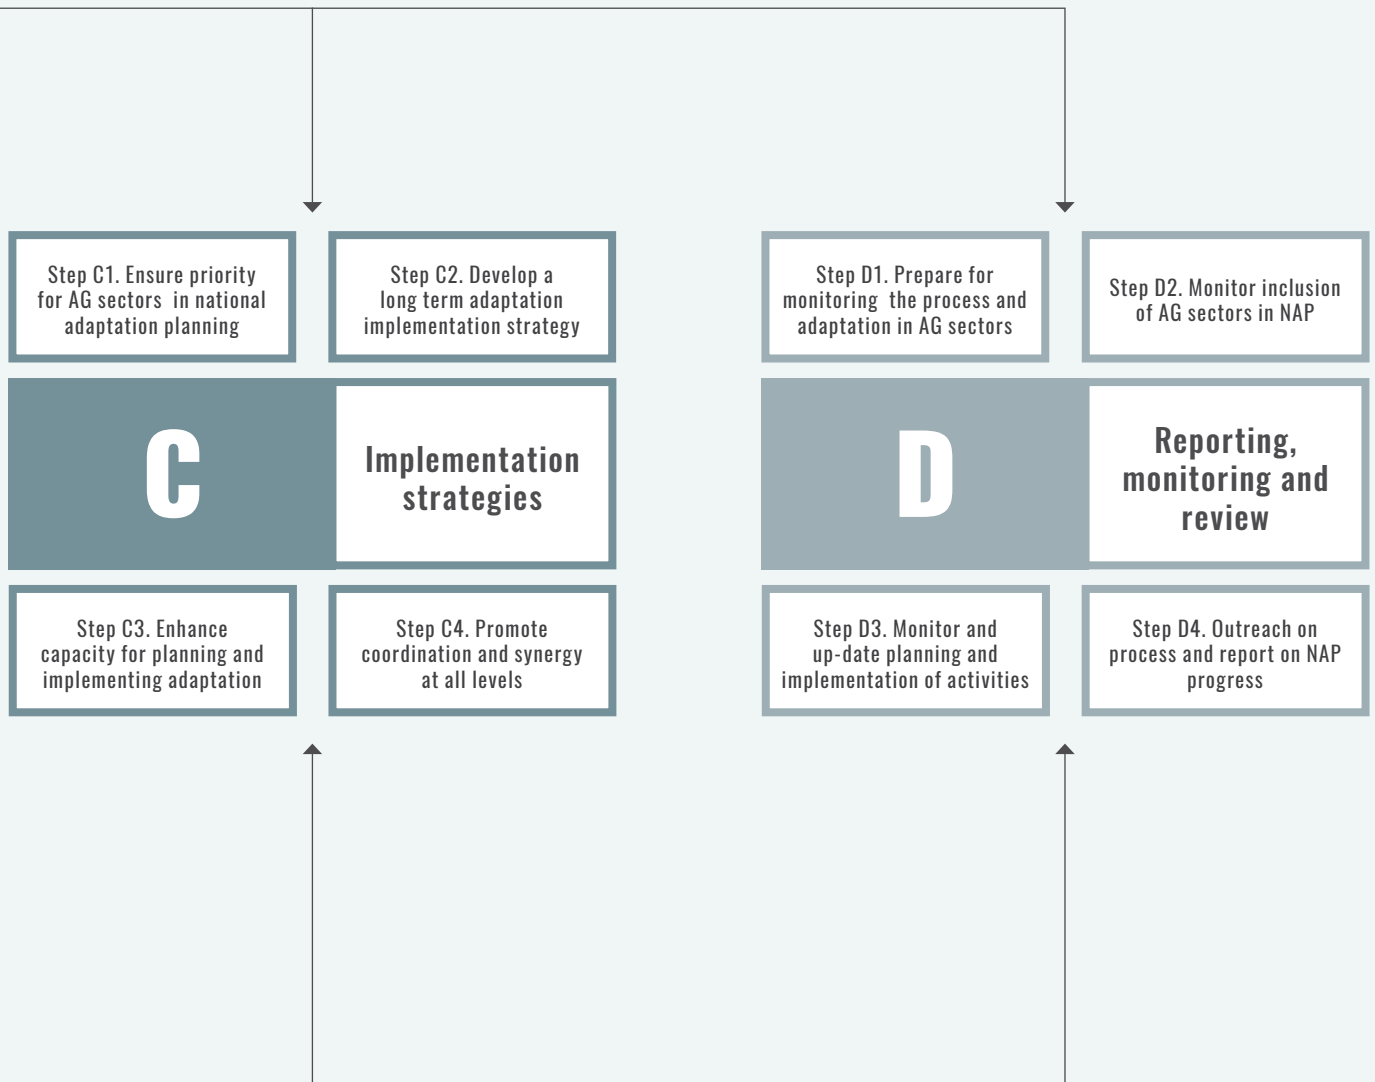 Step C1. Ensure priority
for AG sectors in national
adaptation planning
Step C2. Develop a
long term adaptation
implementation strategy
C
Implementation
strategies
Step C3. Enhance
capacity for planning and
implementing adaptation
Step C4. Promote
coordination and synergy
at all levels
Step D1. Prepare for
monitoring the process and
adaptation in AG sectors
Step D2. Monitor inclusion
of AG sectors in NAP
D
Reporting,
monitoring and
review
Step D3. Monitor and
up-date planning and
implementation of activities
Step D4. Outreach on
process and report on NAP
progress